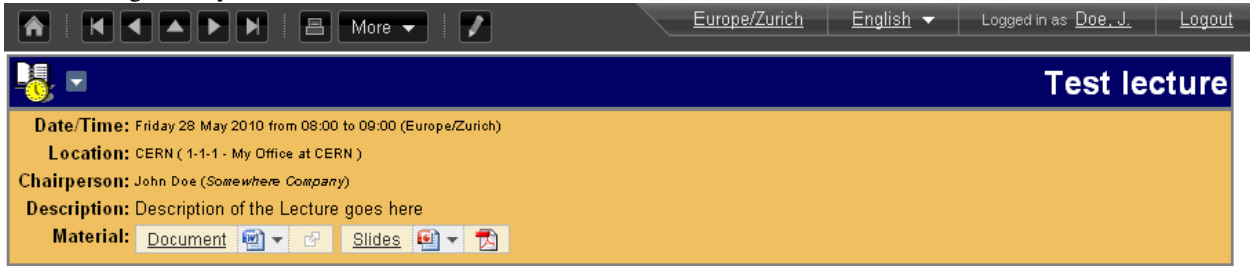 More Europe/Zurich English Logged in as Doe, J. Logout
Test lecture
Date/Time: Friday 28 May 2010 from 08:00 to 09:00 (Europe/Zurich)
Location: CERN ( 1-1-1 - My Office at CERN )
Chairperson: John Doe (Somewhere Company)
Description: Description of the Lecture goes here
Material: Document Slides